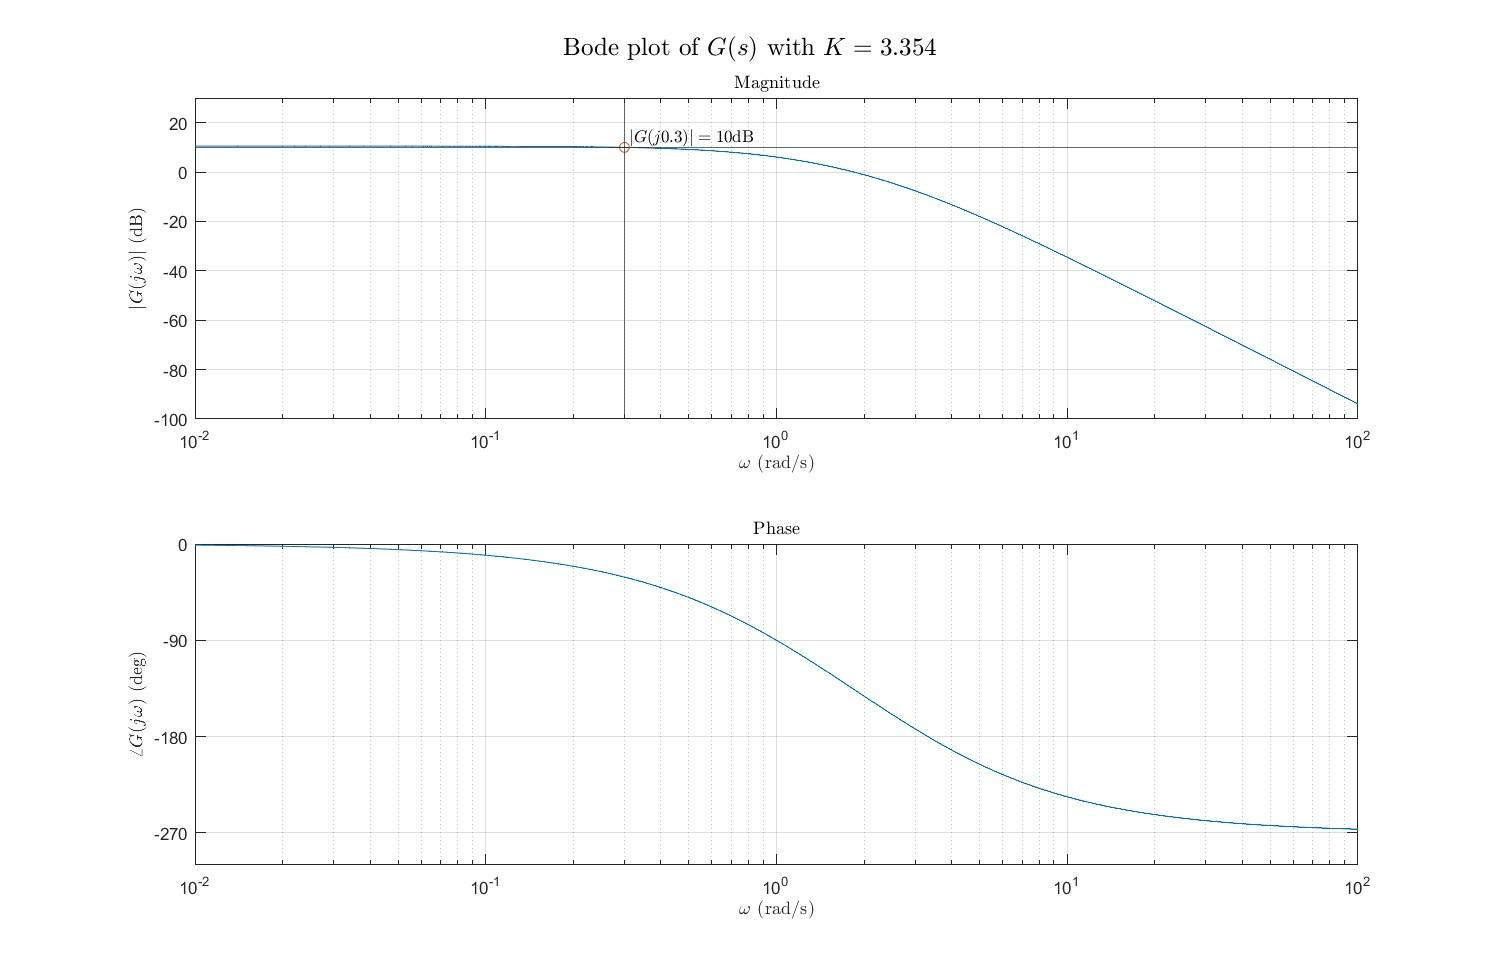 Bode plot of G(s) with K = 3.354
Magnitude
|G(j0.3)| = 10dB
20
0
-20
-40
-60
-80
-100
|G(jω)| (dB)
10^-2 10^-1 10^0 10^1 10^2
ω (rad/s)
Phase
0
-90
-180
-270
∠G(jω) (deg)
10^-2 10^-1 10^0 10^1 10^2
ω (rad/s)